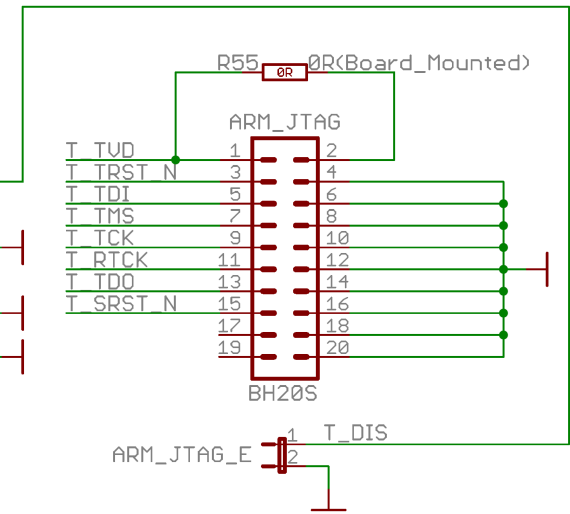 R55 0R 0R(Board_Mounted)
ARM_JTAG
T_TVD 1 2
T_TRST_N 3 4
T_TDI 5 6
T_TMS 7 8
T_TCK 9 10
T_RTCK 11 12
T_TDO 13 14
T_SRST_N 15 16
17 18
19 20
BH20S
1 T_DIS
ARM_JTAG_E 2